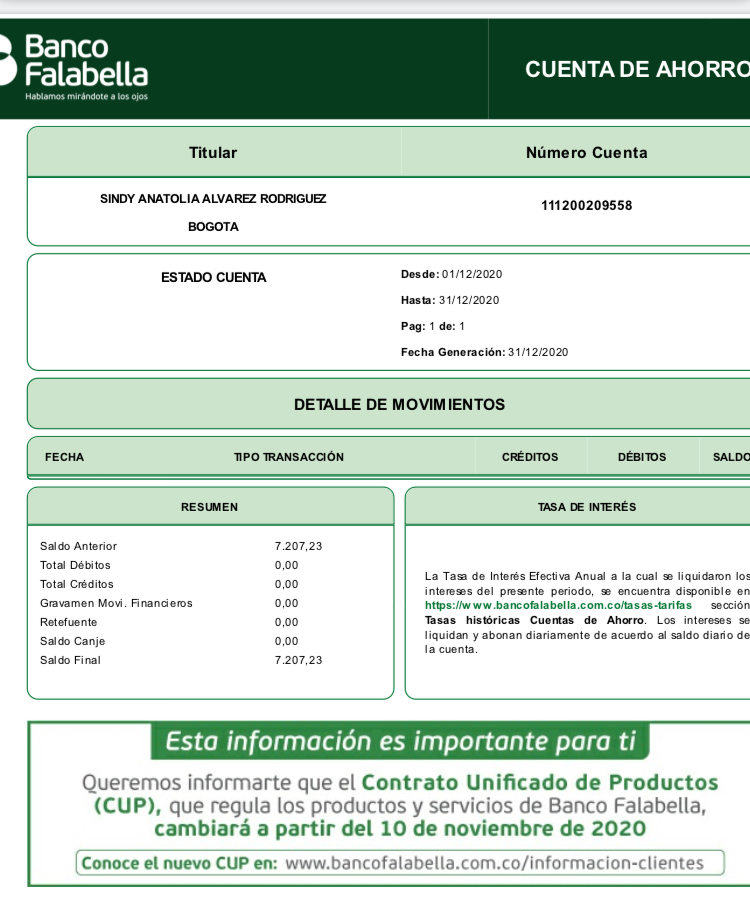 Banco
Falabella
Hablamos mirándote a los ojos
CUENTA DE AHORRO
Titular
Número Cuenta
SINDY ANATOLIA ALVAREZ RODRIGUEZ
111200209558
BOGOTA
ESTADO CUENTA
Desde: 01/12/2020
Hasta: 31/12/2020
Pag: 1 de: 1
Fecha Generación: 31/12/2020
DETALLE DE MOVIMIENTOS
FECHA TIPO TRANSACCIÓN CRÉDITOS DÉBITOS SALDO
RESUMEN
Saldo Anterior 7.207,23
Total Débitos 0,00
Total Créditos 0,00
Gravamen Movi. Financieros 0,00
Retefuente 0,00
Saldo Canje 0,00
Saldo Final 7.207,23
TASA DE INTERÉS
La Tasa de Interés Efectiva Anual a la cual se liquidaron los
intereses del presente periodo, se encuentra disponible en
https://www.bancofalabella.com.co/tasas-tarifas sección
Tasas históricas Cuentas de Ahorro. Los intereses se
liquidan y abonan diariamente de acuerdo al saldo diario de
la cuenta.
Esta información es importante para ti
Queremos informarte que el Contrato Unificado de Productos
(CUP), que regula los productos y servicios de Banco Falabella,
cambiará a partir del 10 de noviembre de 2020
Conoce el nuevo CUP en: www.bancofalabella.com.co/informacion-clientes